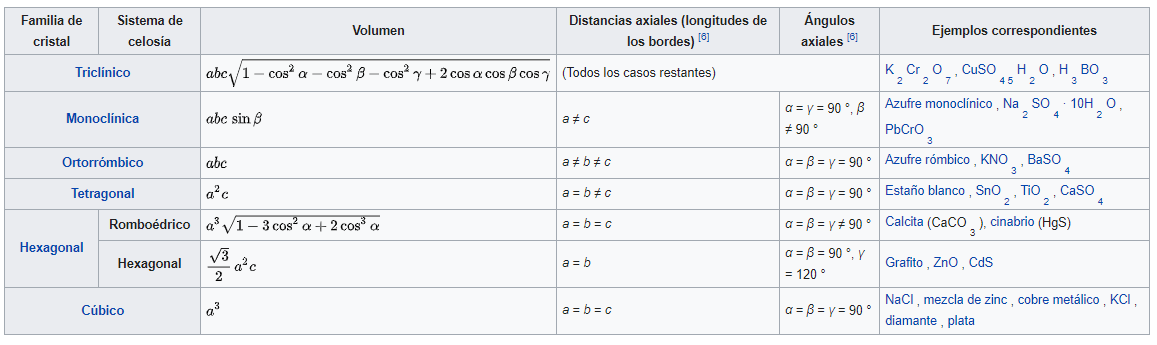 Familia de cristal	Sistema de celosía	Volumen	Distancias axiales (longitudes de los bordes) [6]	Ángulos axiales [6]	Ejemplos correspondientes
Triclínico	abc√(1 − cos² α − cos² β − cos² γ + 2 cos α cos β cos γ)	(Todos los casos restantes)	K₂Cr₂O₇ , CuSO₄₅ H₂O , H₃BO₃
Monoclínica	abc sin β	a ≠ c	α = γ = 90 °, β ≠ 90 °	Azufre monoclínico , Na₂SO₄ · 10H₂O , PbCrO₃
Ortorrómbico	abc	a ≠ b ≠ c	α = β = γ = 90 °	Azufre rómbico , KNO₃ , BaSO₄
Tetragonal	a²c	a = b ≠ c	α = β = γ = 90 °	Estaño blanco , SnO₂ , TiO₂ , CaSO₄
Hexagonal	Romboédrico	a³√(1 − 3 cos² α + 2 cos³ α)	a = b = c	α = β = γ ≠ 90 °	Calcita (CaCO₃), cinabrio (HgS)
Hexagonal	√3/2 a²c	a = b	α = β = 90 °, γ = 120 °	Grafito , ZnO , CdS
Cúbico	a³	a = b = c	α = β = γ = 90 °	NaCl , mezcla de zinc , cobre metálico , KCl , diamante , plata